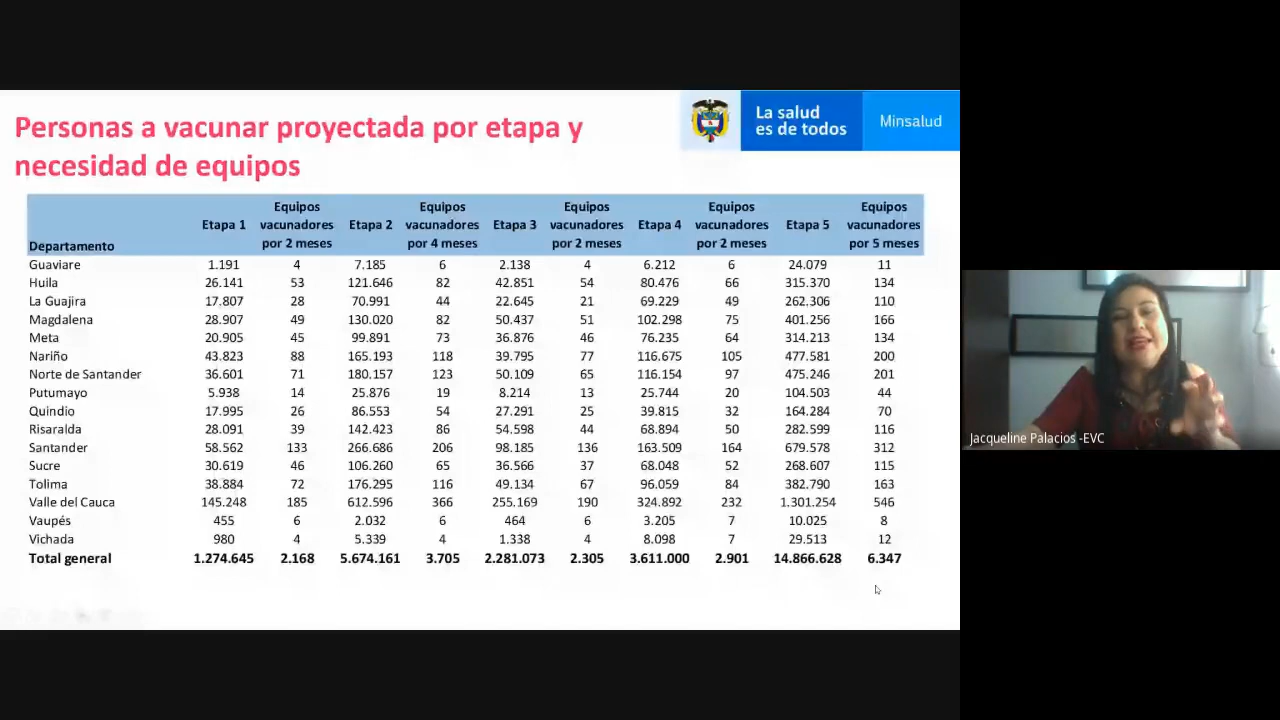 Personas a vacunar proyectada por etapa y
necesidad de equipos
La salud
es de todos
Minsalud
Departamento Etapa 1 Equipos vacunadores por 2 meses Etapa 2 Equipos vacunadores por 4 meses Etapa 3 Equipos vacunadores por 2 meses Etapa 4 Equipos vacunadores por 2 meses Etapa 5 Equipos vacunadores por 5 meses
Guaviare 1.191 4 7.185 6 2.138 4 6.212 6 24.079 11
Huila 26.141 53 121.646 82 42.851 54 80.476 66 315.370 134
La Guajira 17.807 28 70.991 44 22.645 21 69.229 49 262.306 110
Magdalena 28.907 49 130.020 82 50.437 51 102.298 75 401.256 166
Meta 20.905 45 99.891 73 36.876 46 76.235 64 314.213 134
Nariño 43.823 88 165.193 118 39.795 77 116.675 105 477.581 200
Norte de Santander 36.601 71 180.157 123 50.109 65 116.154 97 475.246 201
Putumayo 5.938 14 25.876 19 8.214 13 25.744 20 104.503 44
Quindio 17.995 26 86.553 54 27.291 25 39.815 32 164.284 70
Risaralda 28.091 39 142.423 86 54.598 44 68.894 50 282.599 116
Santander 58.562 133 266.686 206 98.185 136 163.509 164 679.578 312
Sucre 30.619 46 106.260 65 36.566 37 68.048 52 268.607 115
Tolima 38.884 72 176.295 116 49.134 67 96.059 84 382.790 163
Valle del Cauca 145.248 185 612.596 366 255.169 190 324.892 232 1.301.254 546
Vaupés 455 6 2.032 6 464 6 3.205 7 10.025 8
Vichada 980 4 5.339 4 1.338 4 8.098 7 29.513 12
Total general 1.274.645 2.168 5.674.161 3.705 2.281.073 2.305 3.611.000 2.901 14.866.628 6.347
Jacqueline Palacios -EVC